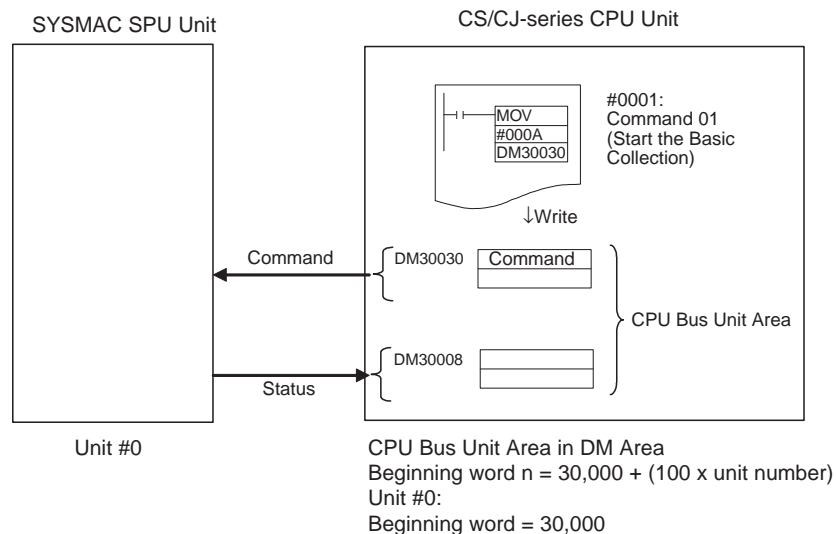 SYSMAC SPU Unit
CS/CJ-series CPU Unit
MOV
#000A
DM30030
#0001:
Command 01
(Start the Basic
Collection)
↓Write
Command
DM30030
Command
CPU Bus Unit Area
DM30008
Status
Unit #0
CPU Bus Unit Area in DM Area
Beginning word n = 30,000 + (100 x unit number)
Unit #0:
Beginning word = 30,000